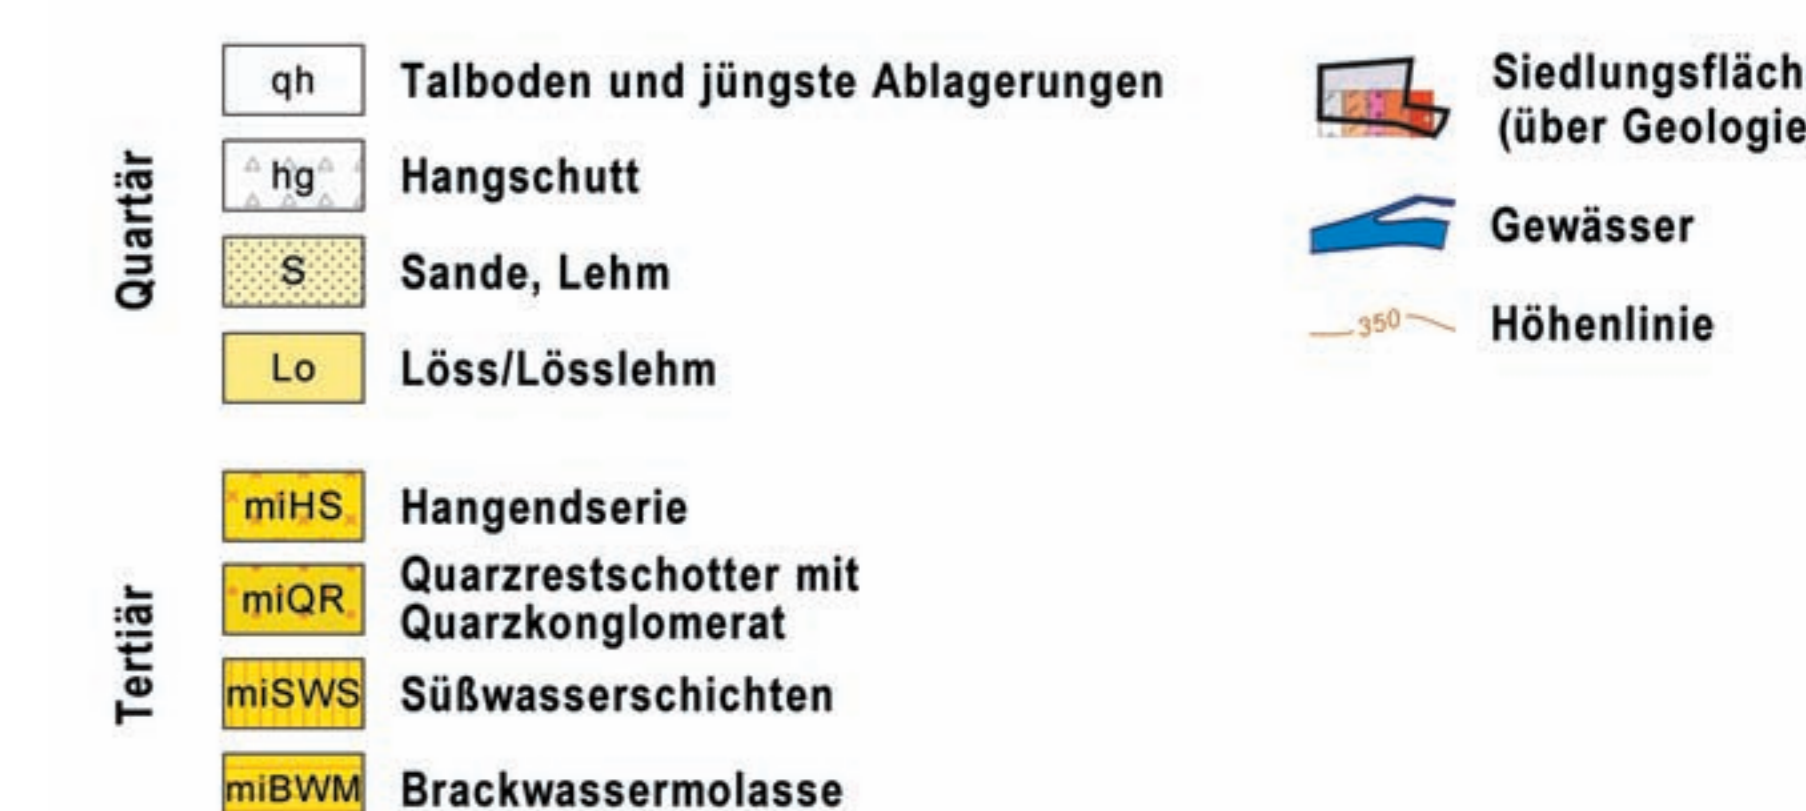 Quartär
qh Talboden und jüngste Ablagerungen
hg Hangschutt
S Sande, Lehm
Lo Löss/Lösslehm
Tertiär
miHS Hangendserie
miQR Quarzrestschotter mit
Quarzkonglomerat
miSWS Süßwasserschichten
miBWM Brackwassermolasse
Siedlungsfläch
(über Geologie
Gewässer
350 Höhenlinie